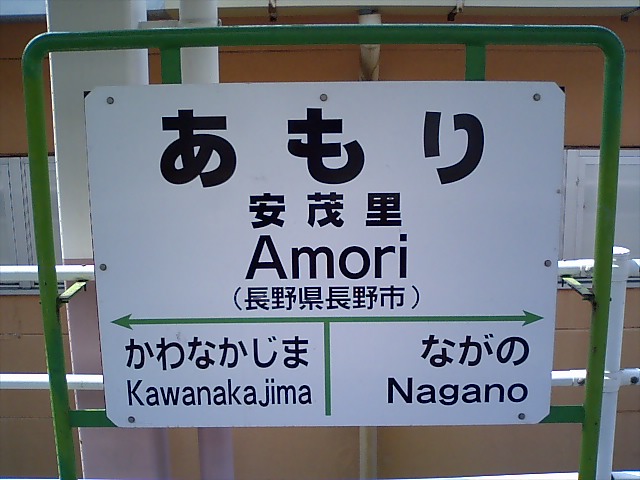 あもり
安茂里
Amori
(長野県長野市)
かわなかじま ながの
Kawanakajima Nagano